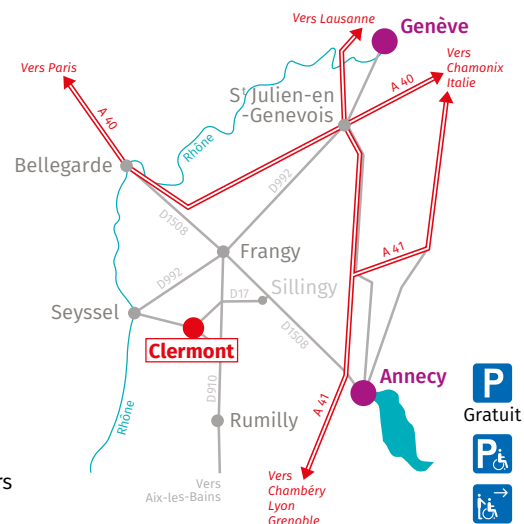 Vers Lausanne
Genève
Vers Paris
Vers
Chamonix
Italie
A 40
A 40
St Julien-en
-Genevois
Rhône
Bellegarde
D1508
D992
Frangy
A 41
D992
Sillingy
D17
Seyssel
D1508
Clermont
Annecy
P
Gratuit
D910
A 41
Rhône
Rumilly
P
rs
Vers
Aix-les-Bains
Vers
Chambéry
Lyon
Grenoble